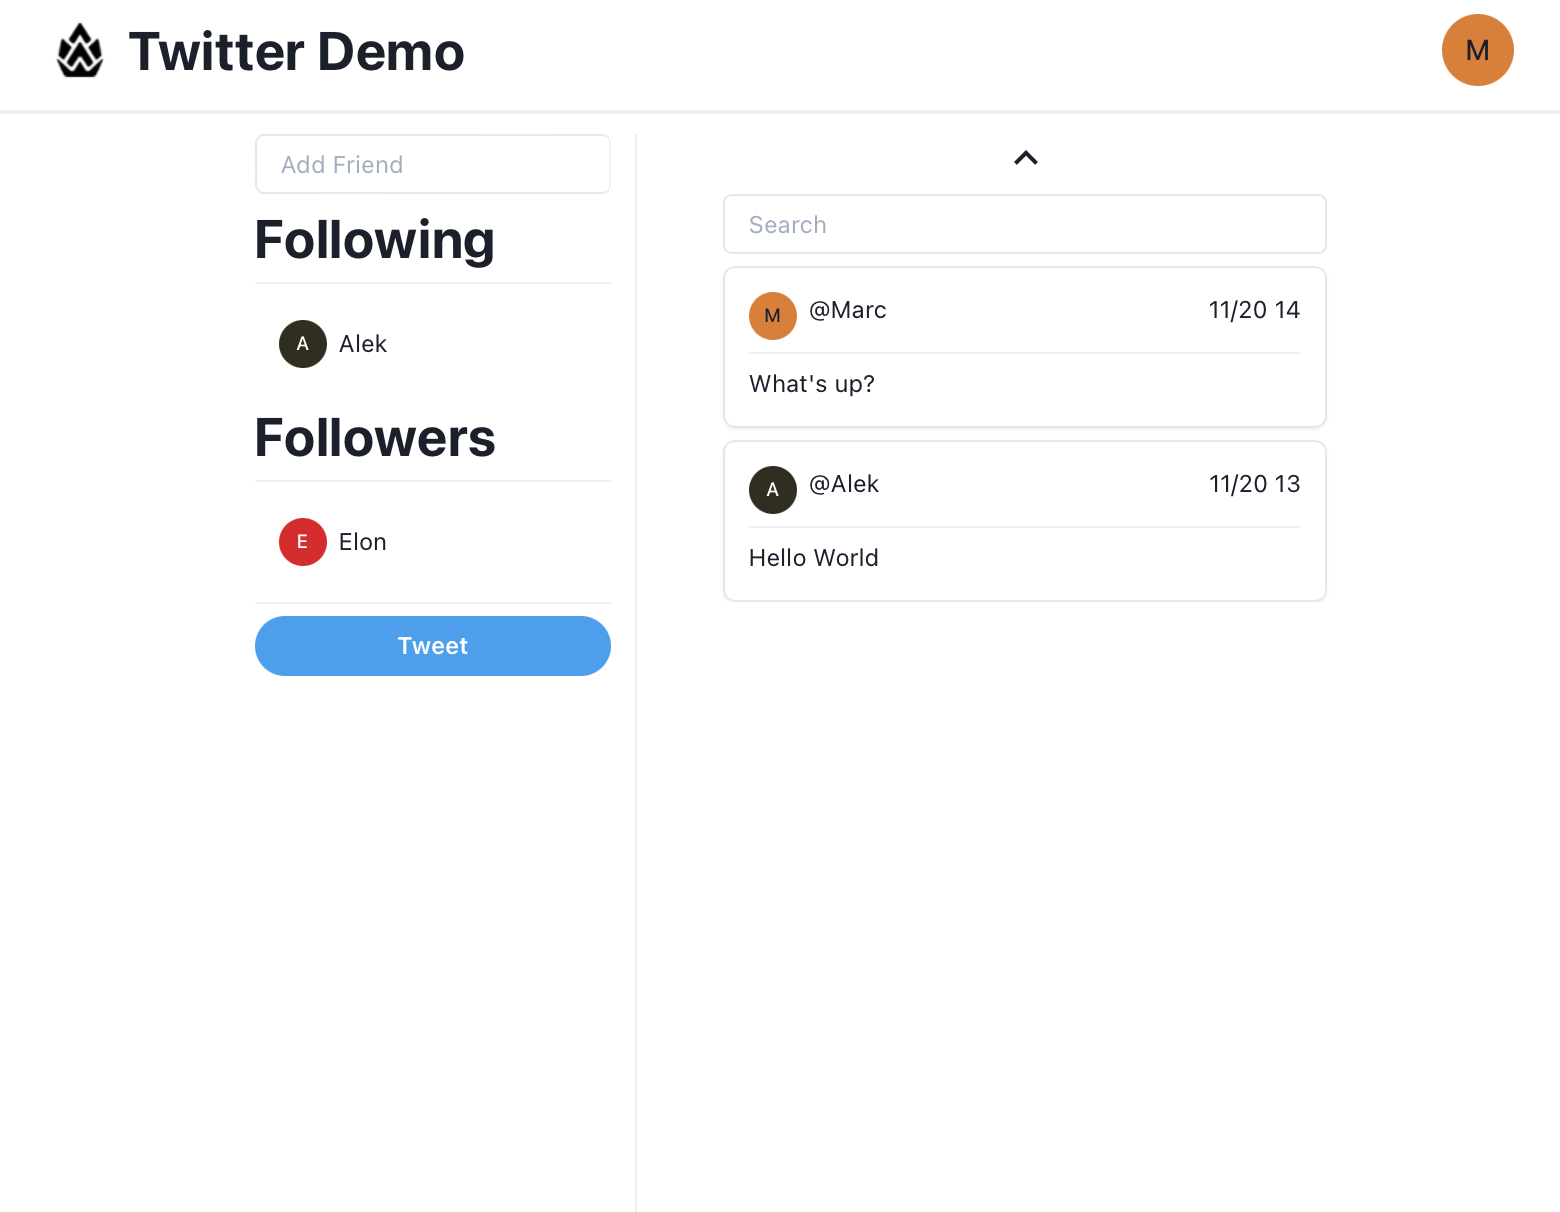 Twitter Demo
M
Add Friend
Following
A Alek
Followers
E Elon
Tweet
Search
M @Marc 11/20 14
What's up?
A @Alek 11/20 13
Hello World